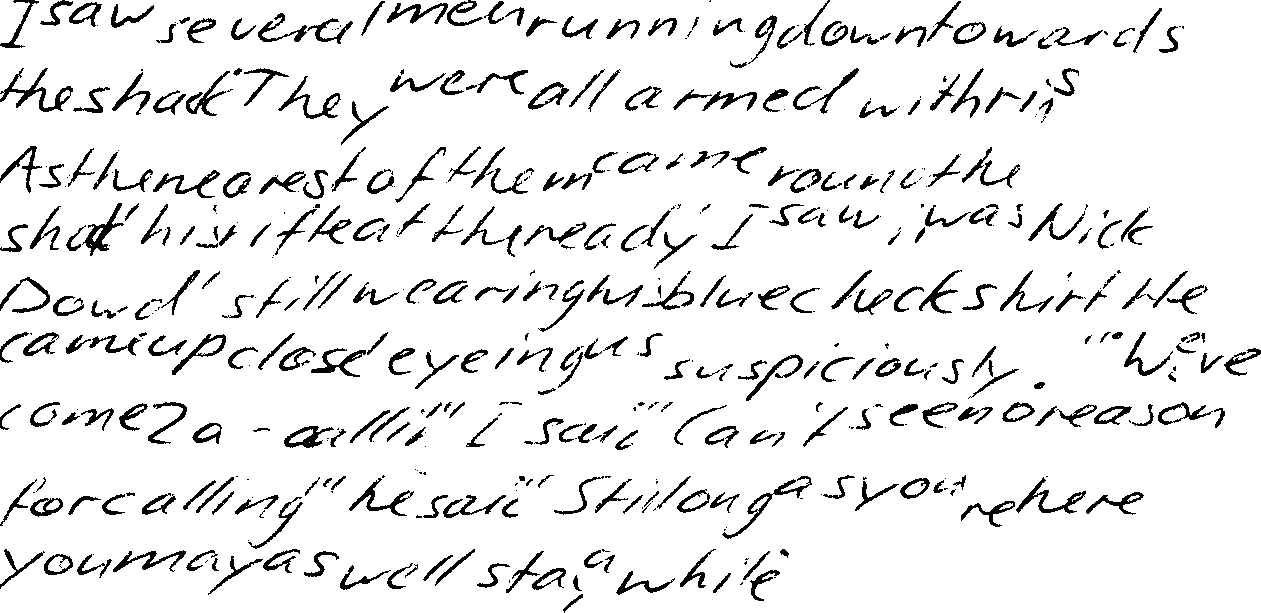 I saw several men running down towards
the shack. They were all armed with
As the nearest of them came round the
shack, his rifle at the ready, I saw it was Nick
Dowd, still wearing his blue check shirt. He
came up close, eyeing us suspiciously. "We've
come a-callin'," I said. "Can't see no reason
for calling," he said. "Still long as you're here
you may as well stay a while